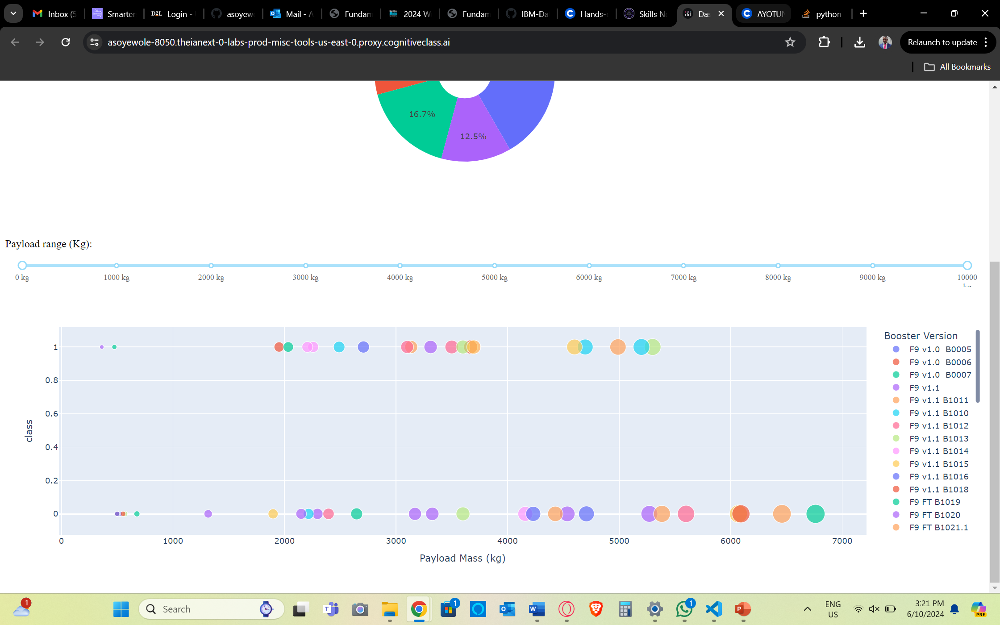 Inbox (5
Smarter
D2L Login -
asoyewo
Mail - A
Fundam
2024 W
Fundam
IBM-Da
Hands-
Skills Ne
Das
AYOTUN
python
asoyewole-8050.theianext-0-labs-prod-misc-tools-us-east-0.proxy.cognitiveclass.ai
Relaunch to update
All Bookmarks
16.7%
12.5%
Payload range (Kg):
0 kg
1000 kg
2000 kg
3000 kg
4000 kg
5000 kg
6000 kg
7000 kg
8000 kg
9000 kg
10000
kg
class
1
0.8
0.6
0.4
0.2
0
0
1000
2000
3000
4000
5000
6000
7000
Payload Mass (kg)
Booster Version
F9 v1.0  B0005
F9 v1.0  B0006
F9 v1.0  B0007
F9 v1.1
F9 v1.1 B1011
F9 v1.1 B1010
F9 v1.1 B1012
F9 v1.1 B1013
F9 v1.1 B1014
F9 v1.1 B1015
F9 v1.1 B1016
F9 v1.1 B1018
F9 FT B1019
F9 FT B1020
F9 FT B1021.1
1
Search
1
1
ENG
US
3:21 PM
6/10/2024
PRE